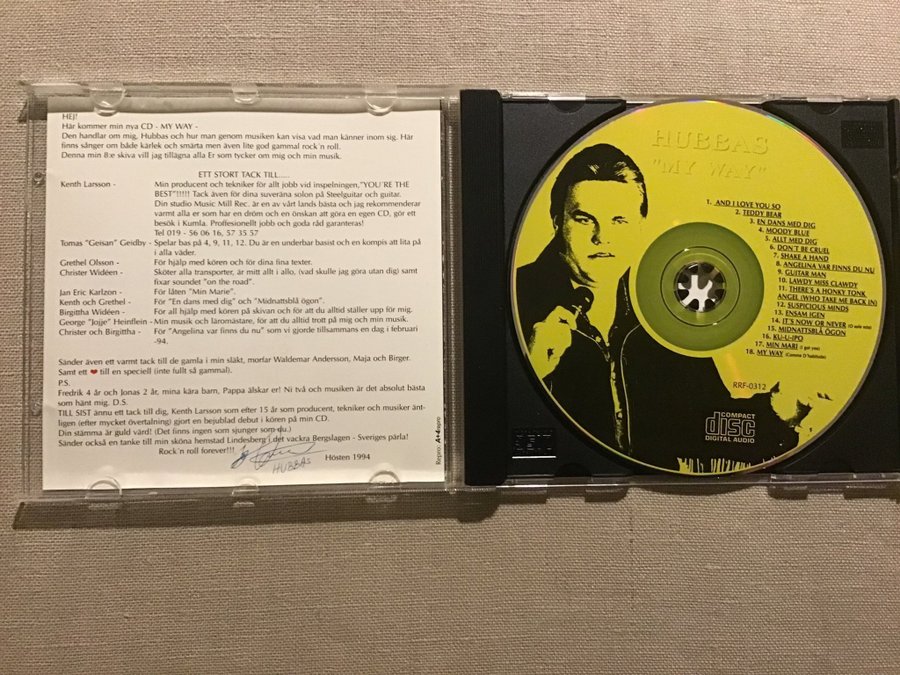 HEJ!
Här kommer min nya CD - MY WAY -
Den handlar om mig, Hubbas och hur man genom musiken kan visa vad man känner inom sig. Här
finns sånger om både kärlek och smärta men även lite god gammal rock´n roll.
Denna min 8:e skiva vill jag tillägna alla Er som tycker om mig och min musik.
ETT STORT TACK TILL.....
Kenth Larsson - Min producent och tekniker för allt jobb vid inspelningen,"YOU'RE THE
BEST"!!!!! Tack även för dina suveräna solon på Steelguitar och guitar.
Din studio Music Mill Rec. är en av vårt lands bästa och jag rekommenderar
varmt alla er som har en dröm och en önskan att göra en egen CD, gör ett
besök i Kumla. Proffesionellt jobb och goda råd garanteras!
Tel 019 - 56 06 16, 57 35 57
Tomas "Geisan" Geidby - Spelar bas på 4, 9, 11, 12. Du är en underbar basist och en kompis att lita på
i alla väder.
Grethel Olsson - För hjälp med kören och för dina fina texter.
Christer Widéen - Sköter alla transporter, är mitt allt i allo. (vad skulle jag göra utan dig) samt
fixar soundet "on the road".
Jan Eric Karlzon - För låten "Min Marie".
Kenth och Grethel - För "En dans med dig" och "Midnattsblå ögon".
Birgittha Widéen - För all hjälp med kören på skivan och för att du alltid ställer upp för mig.
George "Jojje" Heinflein - Min musik och läromästare, för att du alltid trott på mig och min musik.
Christer och Birgittha - För "Angelina var finns du nu" som vi gjorde tillsammans en dag i februari
-94.
Sänder även ett varmt tack till de gamla i min släkt, morfar Waldemar Andersson, Maja och Birger.
Samt ett ❤ till en speciell (inte fullt så gammal).
P.S.
Fredrik 4 år och Jonas 2 år, mina kära barn, Pappa älskar er! Ni två och musiken är det absolut bästa
som hänt mig. D.S.
TILL SIST ännu ett tack till dig, Kenth Larsson som efter 15 år som producent, tekniker och musiker änt-
ligen (efter mycket övertalning) gjort en bejublad debut i kören på min CD.
Din stämma är guld värd! (Det finns ingen som sjunger som du.)
Sänder också en tanke till min sköna hemstad Lindesberg i det vackra Bergslagen - Sveriges pärla!
Rock´n roll forever!!!
HUBBAS
Hösten 1994
Repro: A+4repro
HUBBAS
"MY WAY"
1. AND I LOVE YOU SO
2. TEDDY BEAR
3. EN DANS MED DIG
4. MOODY BLUE
5. ALLT MED DIG
6. DON'T BE CRUEL
7. SHAKE A HAND
8. ANGELINA VAR FINNS DU NU
9. GUITAR MAN
10. LAWDY MISS CLAWDY
11. THERE'S A HONKY TONK
ANGEL (WHO TAKE ME BACK IN)
12. SUSPICIOUS MINDS
13. ENSAM IGEN
14. IT'S NOW OR NEVER (O sole mio)
15. MIDNATTSBLÅ ÖGON
16. KU-U-IPO
17. MIN MARI (I got you)
18. MY WAY (Comme D'habitude)
RRF-0312
COMPACT
disc
DIGITAL AUDIO